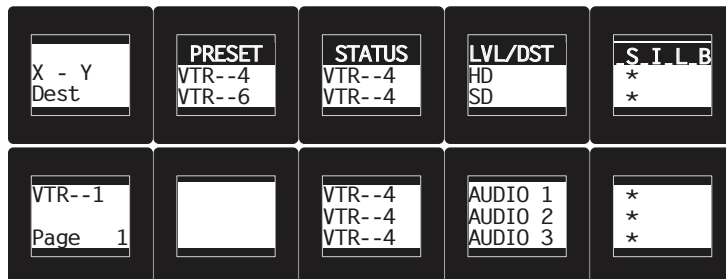 X - Y
Dest
PRESET
VTR--4
VTR--6
STATUS
VTR--4
VTR--4
LVL/DST
HD
SD
_S_I_L_B
*
*
VTR--1
Page 1
VTR--4
VTR--4
VTR--4
AUDIO 1
AUDIO 2
AUDIO 3
*
*
*